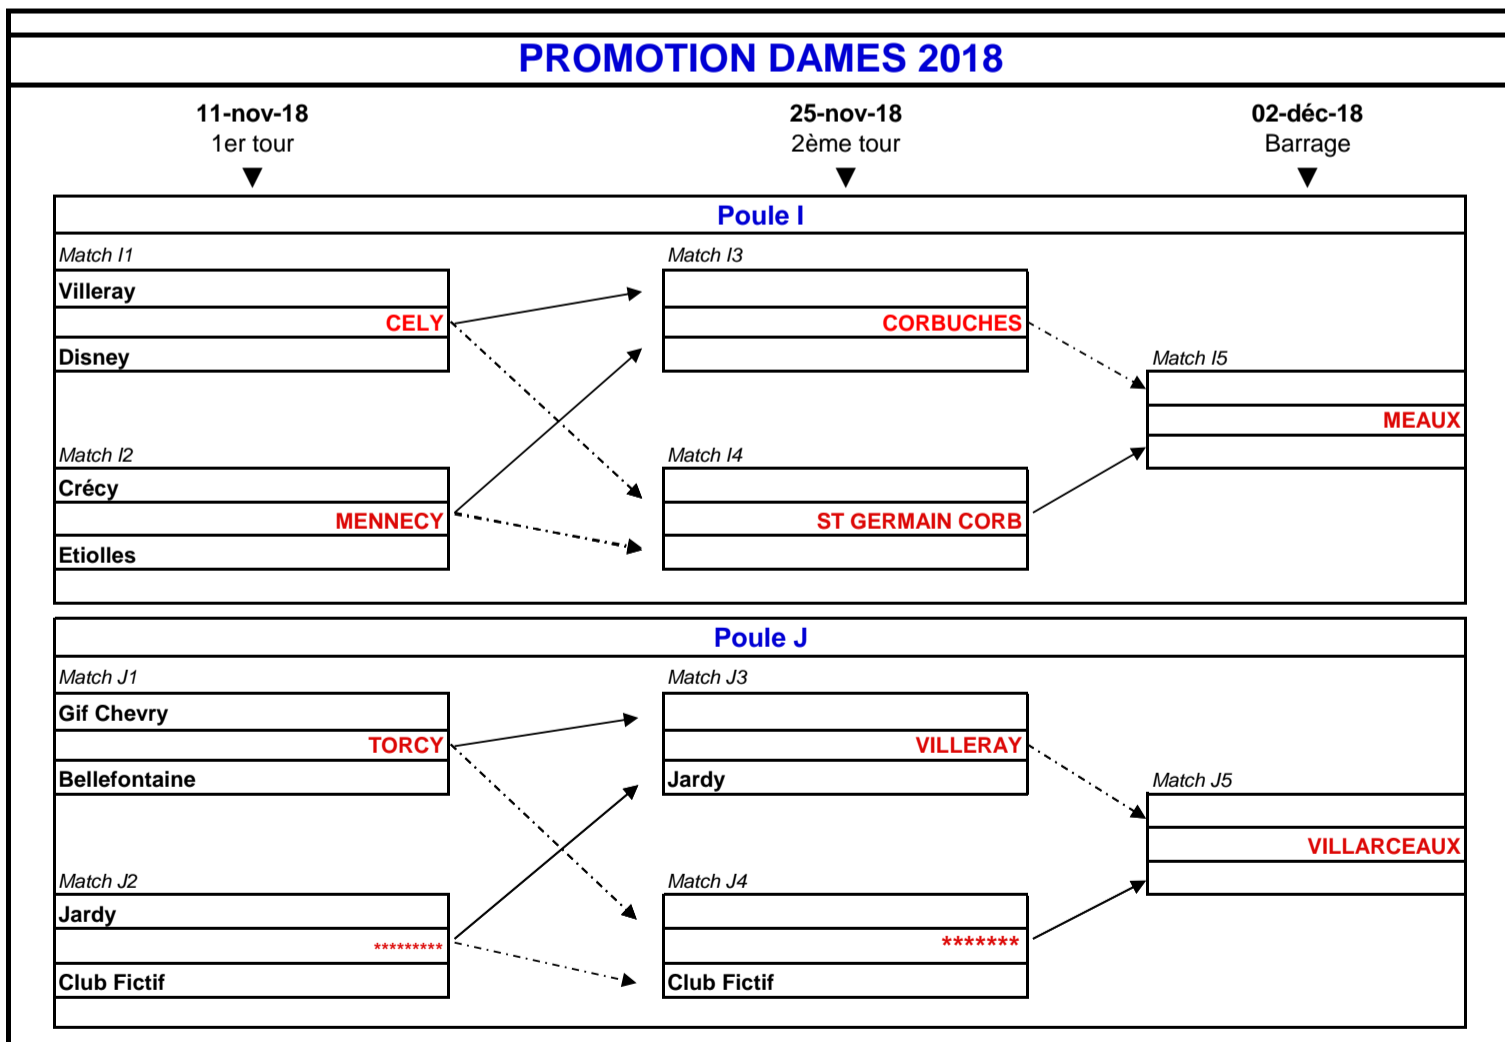 PROMOTION DAMES 2018
11-nov-18 25-nov-18 02-déc-18
1er tour 2ème tour Barrage
Poule I
Match I1 Match I3
Villeray
CELY CORBUCHES
Disney Match I5
MEAUX
Match I2 Match I4
Crécy
MENNECY ST GERMAIN CORB
Etiolles
Poule J
Match J1 Match J3
Gif Chevry
TORCY VILLERAY
Bellefontaine Jardy Match J5
VILLARCEAUX
Match J2 Match J4
Jardy
********* *******
Club Fictif Club Fictif